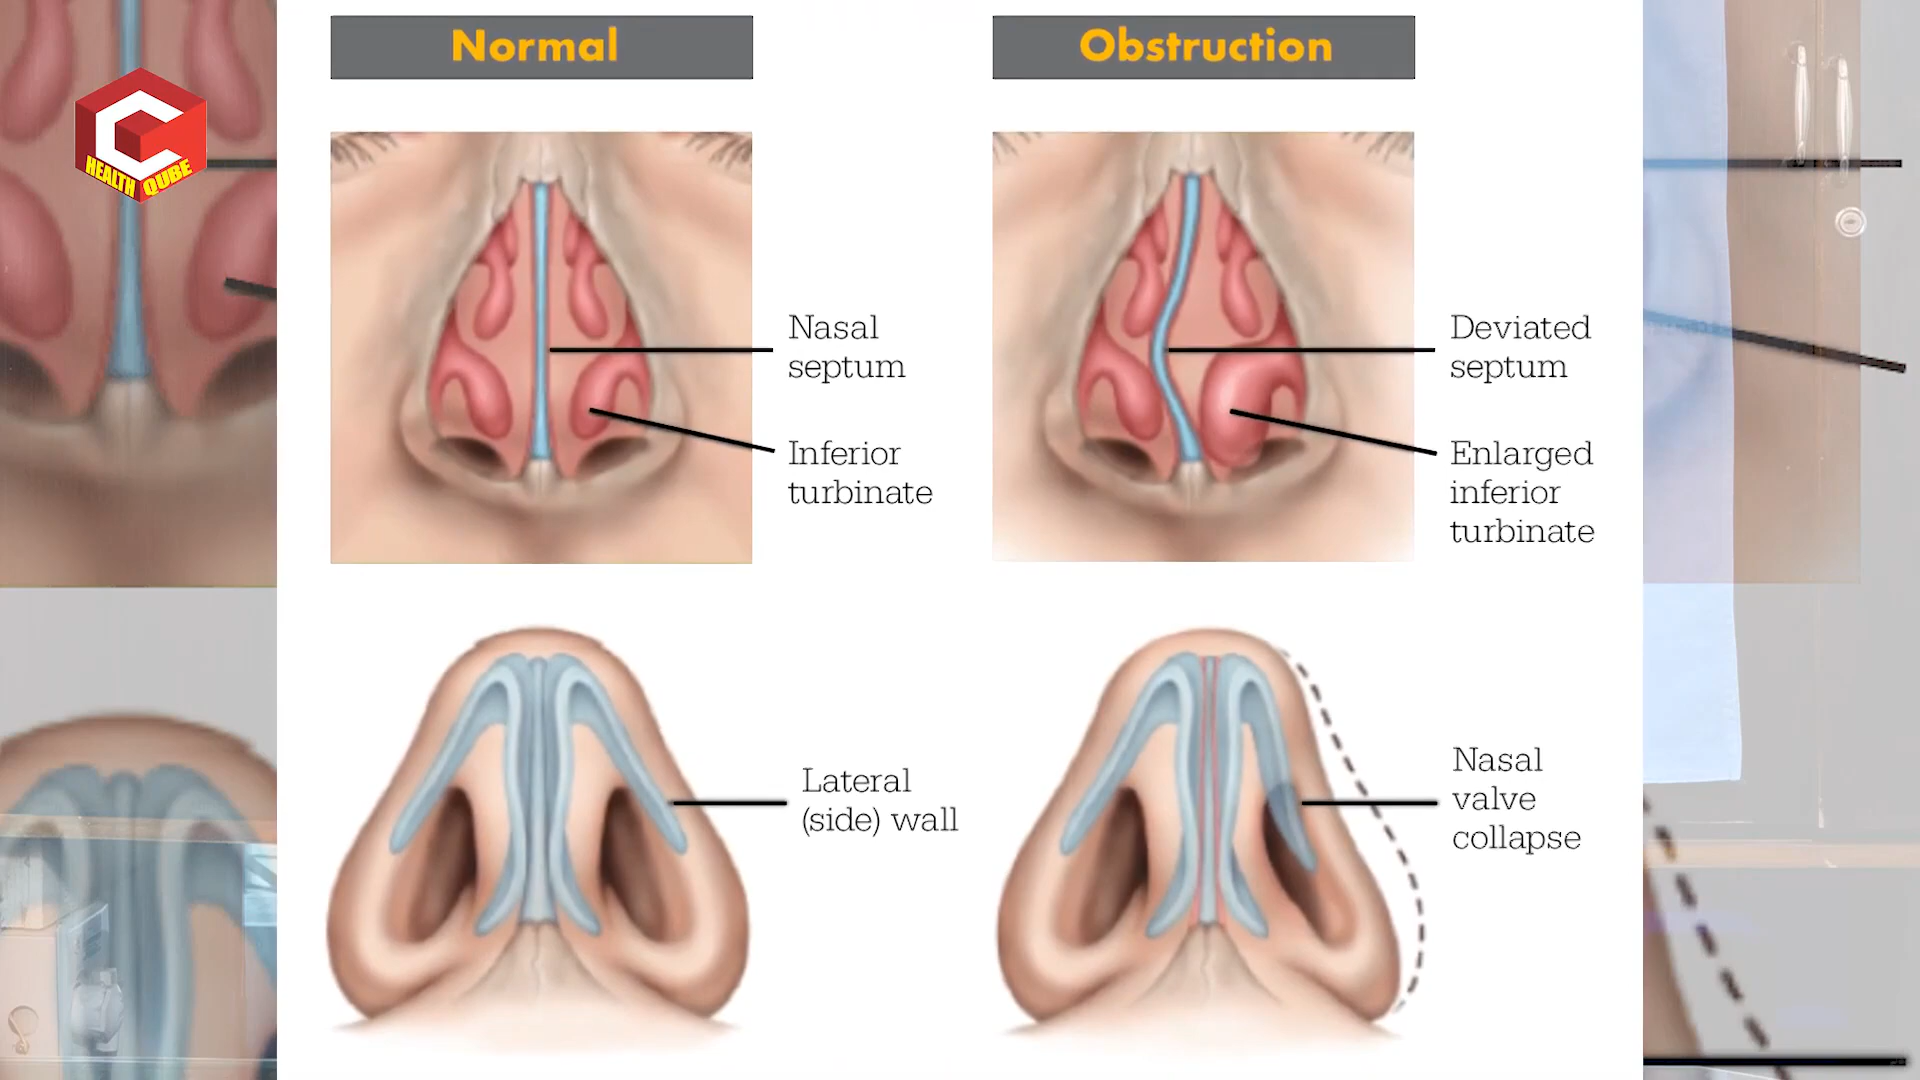 Normal
Obstruction
HEALTH QUBE
Nasal
septum
Inferior
turbinate
Deviated
septum
Enlarged
inferior
turbinate
Lateral
(side) wall
Nasal
valve
collapse